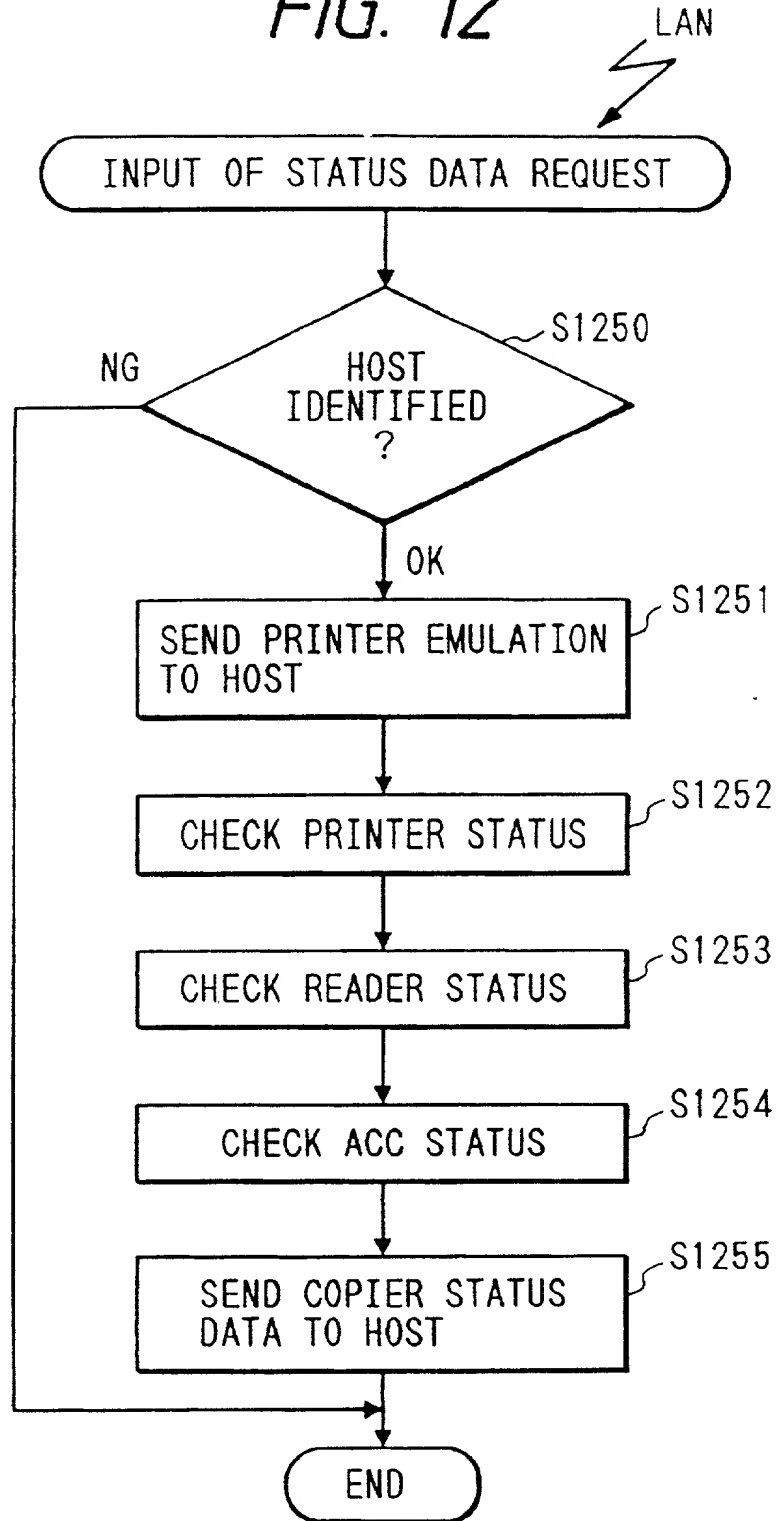 FIG. 12
LAN
INPUT OF STATUS DATA REQUEST
S1250
NG
HOST
IDENTIFIED
?
OK
S1251
SEND PRINTER EMULATION
TO HOST
S1252
CHECK PRINTER STATUS
S1253
CHECK READER STATUS
S1254
CHECK ACC STATUS
S1255
SEND COPIER STATUS
DATA TO HOST
END